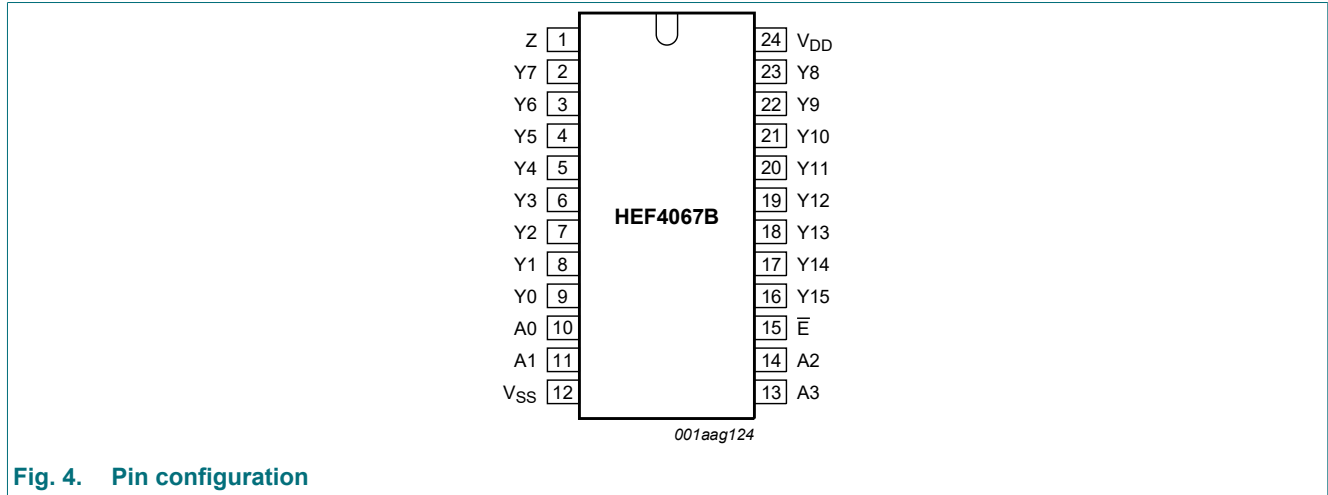 Z 1 24 V_DD
Y7 2 23 Y8
Y6 3 22 Y9
Y5 4 21 Y10
Y4 5 20 Y11
Y3 6 19 Y12
HEF4067B
Y2 7 18 Y13
Y1 8 17 Y14
Y0 9 16 Y15
A0 10 15 E̅
A1 11 14 A2
V_SS 12 13 A3
001aag124
Fig. 4. Pin configuration